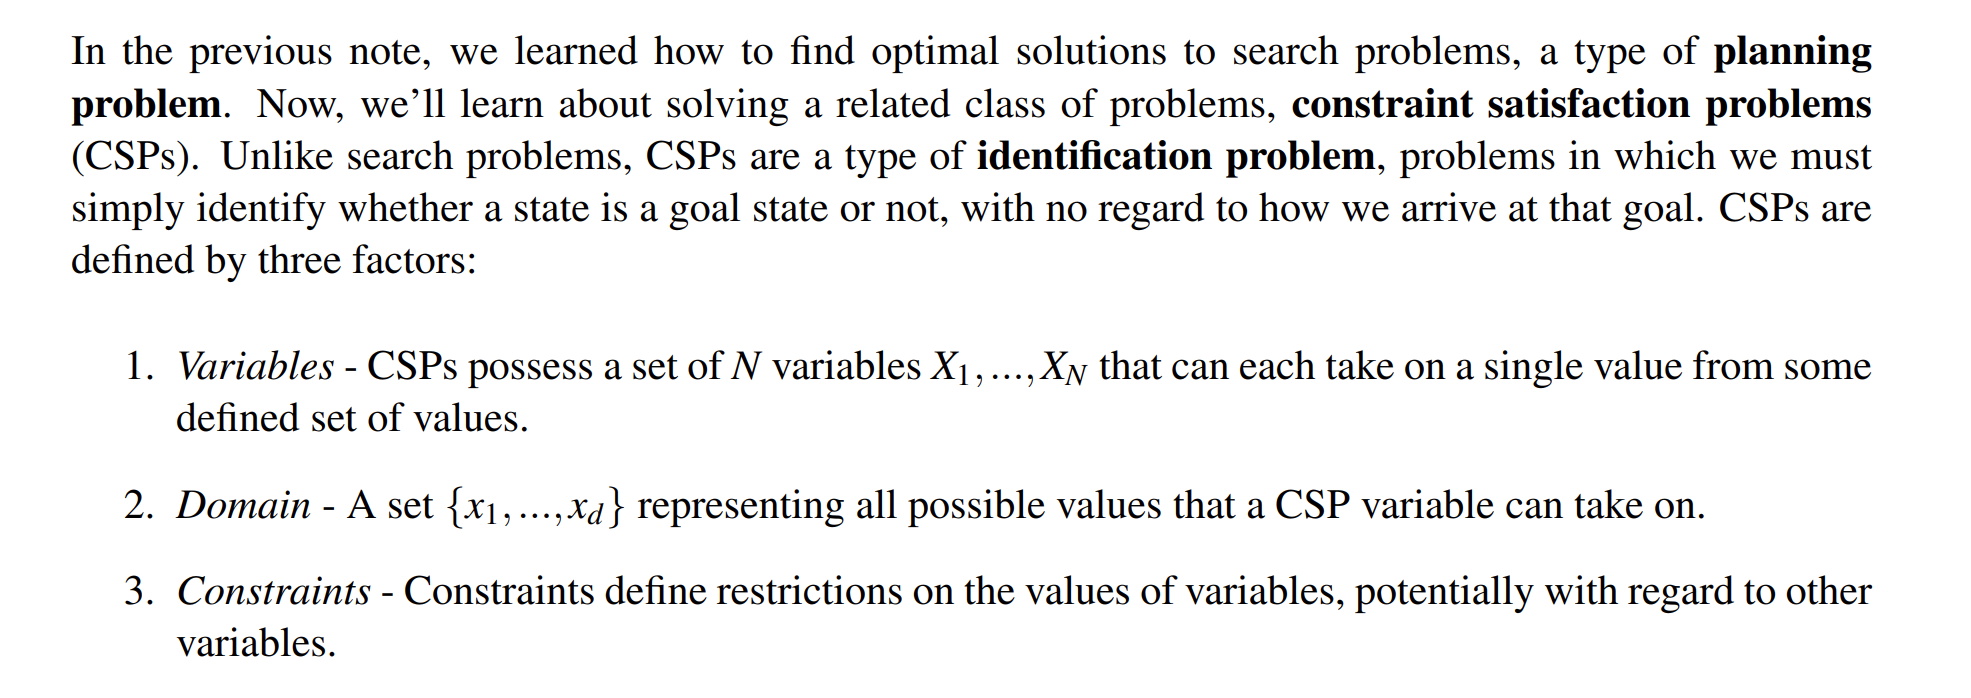 In the previous note, we learned how to find optimal solutions to search problems, a type of planning
problem. Now, we'll learn about solving a related class of problems, constraint satisfaction problems
(CSPs). Unlike search problems, CSPs are a type of identification problem, problems in which we must
simply identify whether a state is a goal state or not, with no regard to how we arrive at that goal. CSPs are
defined by three factors:
1. Variables - CSPs possess a set of N variables X₁,...,X_N that can each take on a single value from some
defined set of values.
2. Domain - A set {x₁,...,x_d} representing all possible values that a CSP variable can take on.
3. Constraints - Constraints define restrictions on the values of variables, potentially with regard to other
variables.